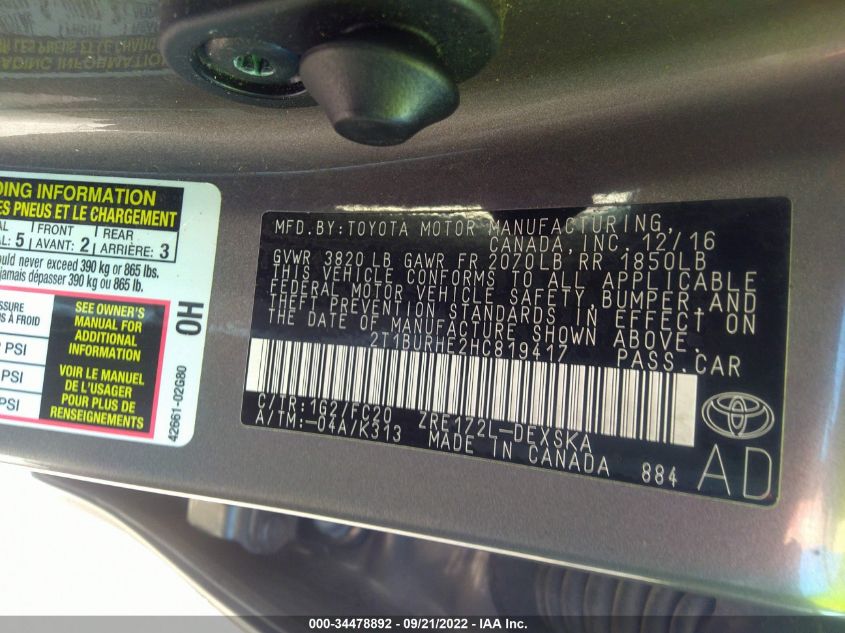 DING INFORMATION
ES PNEUS ET LE CHARGEMENT
AL FRONT REAR
AL: 5 AVANT: 2 ARRIÈRE: 3
ould never exceed 390 kg or 865 lbs.
jamais dépasser 390 kg ou 865 lb.
SSURE
S À FROID
PSI
PSI
PSI
SEE OWNER'S
MANUAL FOR
ADDITIONAL
INFORMATION
VOIR LE MANUEL
DE L'USAGER
POUR PLUS DE
RENSEIGNEMENTS
OH
42661-02G80
MFD.BY:TOYOTA MOTOR MANUFACTURING,
CANADA,INC. 12/16
GVWR 3820 LB GAWR FR 2070LB RR 1850LB
THIS VEHICLE CONFORMS TO ALL APPLICABLE
FEDERAL MOTOR VEHICLE SAFETY, BUMPER,AND
THEFT PREVENTION STANDARDS IN EFFECT ON
THE DATE OF MANUFACTURE SHOWN ABOVE.
2T1BURHE2HC819417 PASS.CAR
C/TR:1G2/FC20 ZRE172L-DEXSKA
A/TM:-04A/K313 MADE IN CANADA 884
AD
000-34478892 - 09/21/2022 - IAA Inc.